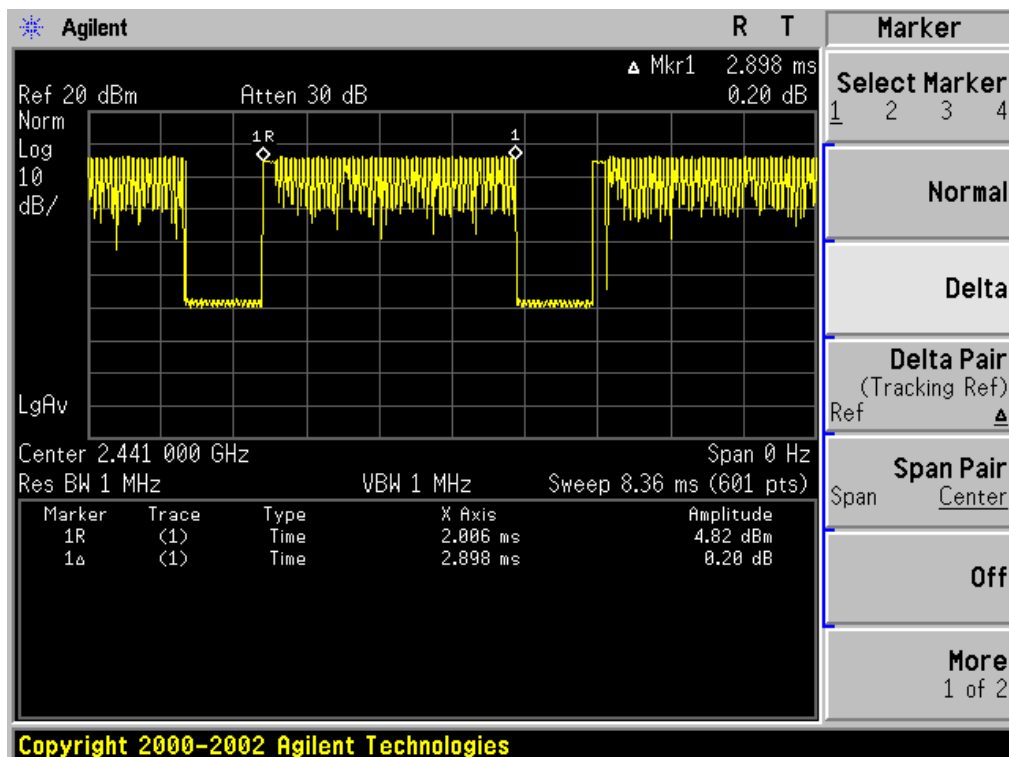 Agilent R T
Δ Mkr1 2.898 ms
Ref 20 dBm Atten 30 dB 0.20 dB
Norm
Log
10
dB/
1R
1
LgAv
Center 2.441 000 GHz Span 0 Hz
Res BW 1 MHz VBW 1 MHz Sweep 8.36 ms (601 pts)
Marker Trace Type X Axis Amplitude
1R (1) Time 2.006 ms 4.82 dBm
1Δ (1) Time 2.898 ms 0.20 dB
Marker
Select Marker
1 2 3 4
Normal
Delta
Delta Pair
(Tracking Ref)
Ref Δ
Span Pair
Span Center
Off
More
1 of 2
Copyright 2000-2002 Agilent Technologies